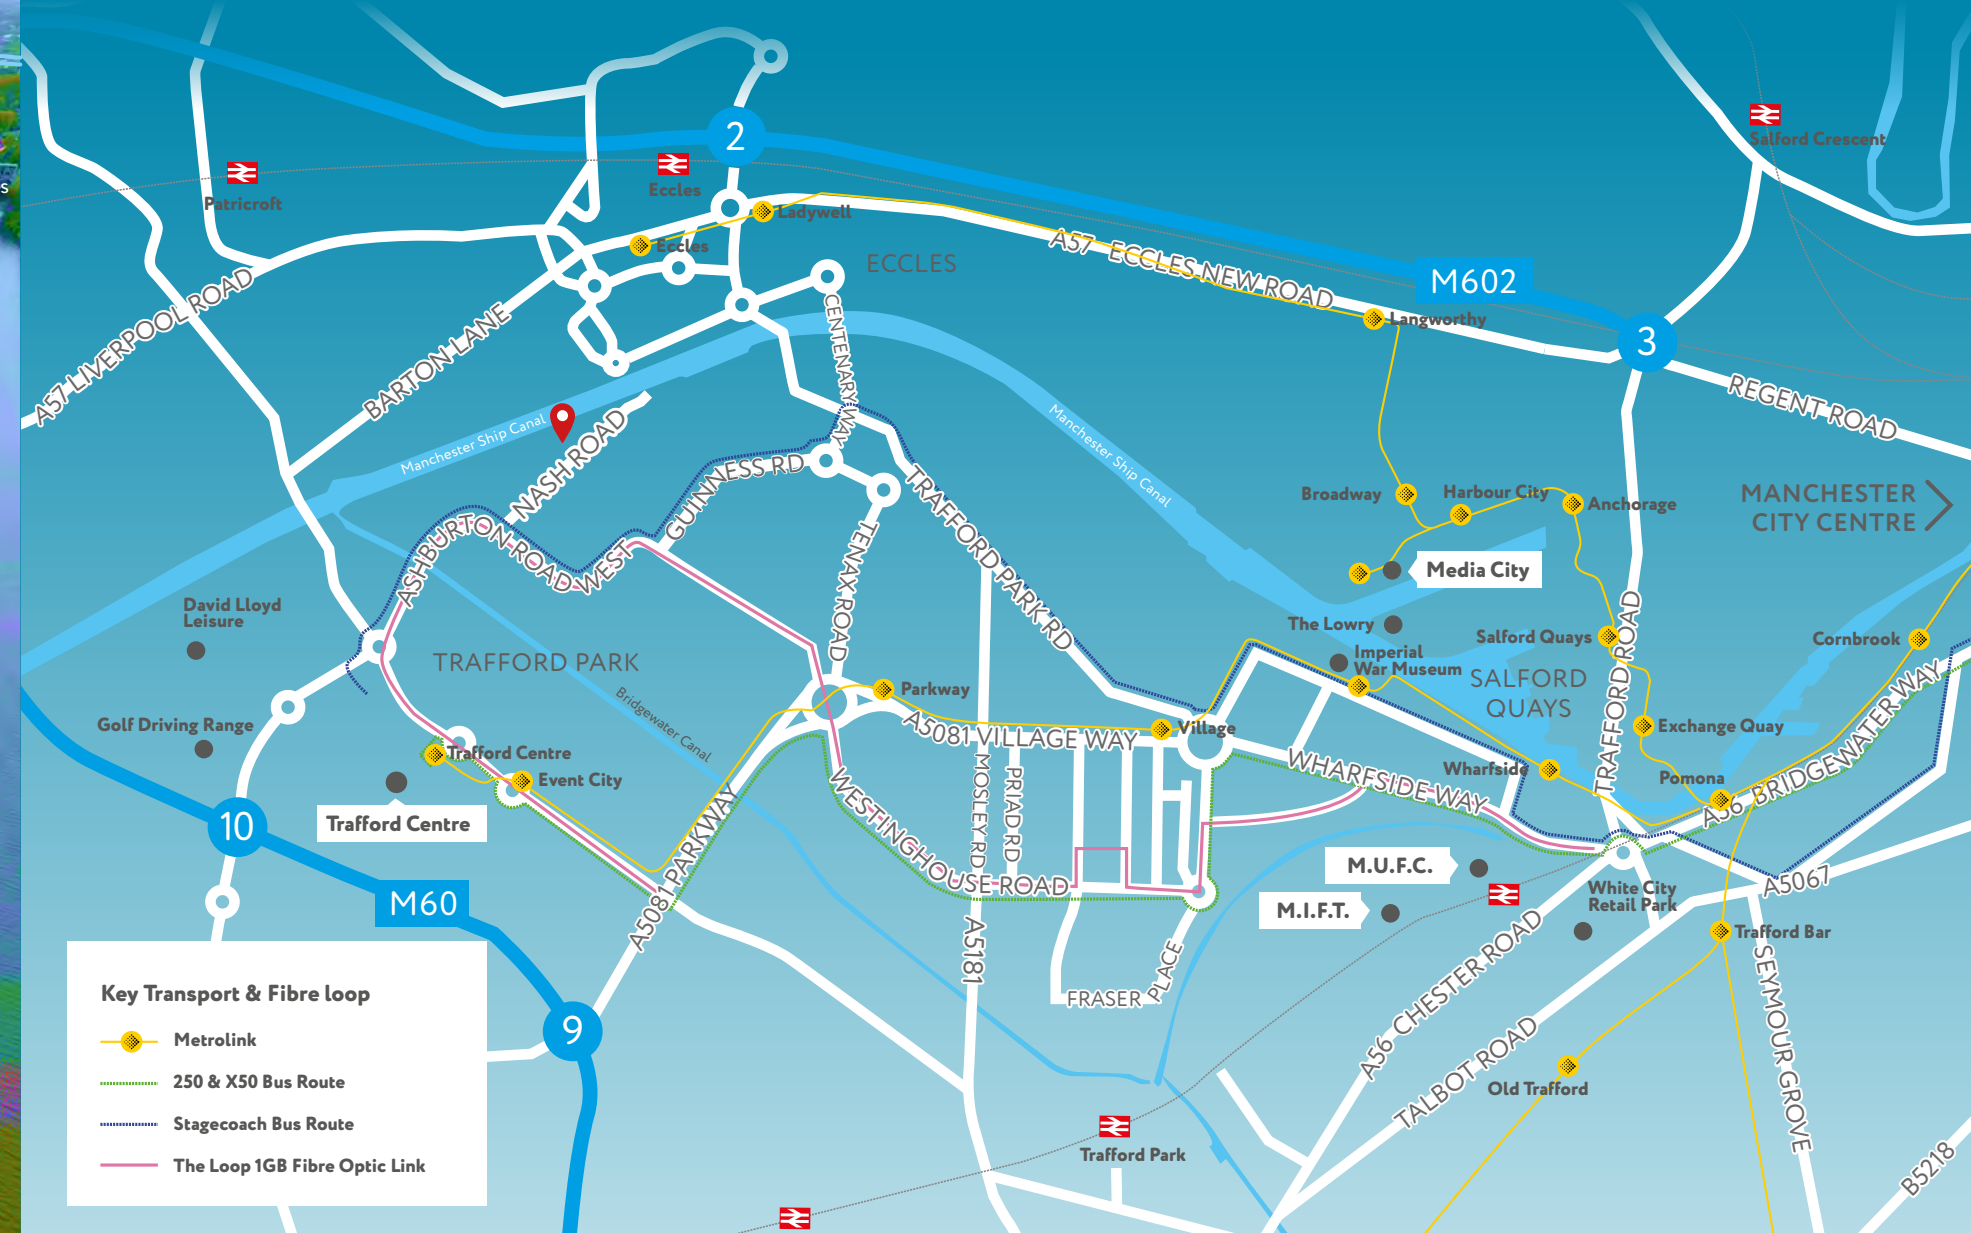 s
2
Salford Crescent
Eccles
Patricroft
Ladywell
Eccles
ECCLES
A57 ECCLES NEW ROAD
M602
A57 LIVERPOOL ROAD
BARTON LANE
CENTENARY WAY
Langworthy
3
REGENT ROAD
Manchester Ship Canal
NASH ROAD
Manchester Ship Canal
GUINNESS RD
TRAFFORD PARK RD
Broadway
Harbour City
Anchorage
MANCHESTER
CITY CENTRE
ASHBURTON ROAD WEST
TENAX ROAD
Media City
David Lloyd
Leisure
The Lowry
Salford Quays
TRAFFORD ROAD
Cornbrook
TRAFFORD PARK
Imperial
War Museum
SALFORD
QUAYS
Bridgewater Canal
Parkway
Golf Driving Range
A5081 VILLAGE WAY
Village
Exchange Quay
Trafford Centre
Event City
WHARFSIDE WAY
Wharfside
Pomona
A56 BRIDGEWATER WAY
10
Trafford Centre
WESTINGHOUSE ROAD
MOSLEY RD
PRIAD RD
A5081 PARKWAY
M.U.F.C.
White City
Retail Park
A5067
M60
M.I.F.T.
Trafford Bar
A5181
FRASER PLACE
A56 CHESTER ROAD
SEYMOUR GROVE
9
TALBOT ROAD
Old Trafford
Trafford Park
B5218
Key Transport & Fibre loop
Metrolink
250 & X50 Bus Route
Stagecoach Bus Route
The Loop 1GB Fibre Optic Link